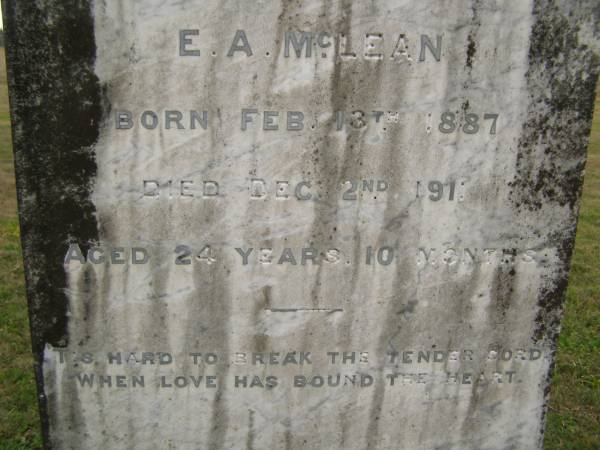 E. A. McLEAN
BORN FEB. 13TH 1887
DIED DEC. 2ND 1911
AGED 24 YEARS. 10 MONTHS.
T'IS HARD TO BREAK THE TENDER CORD
WHEN LOVE HAS BOUND THE HEART.